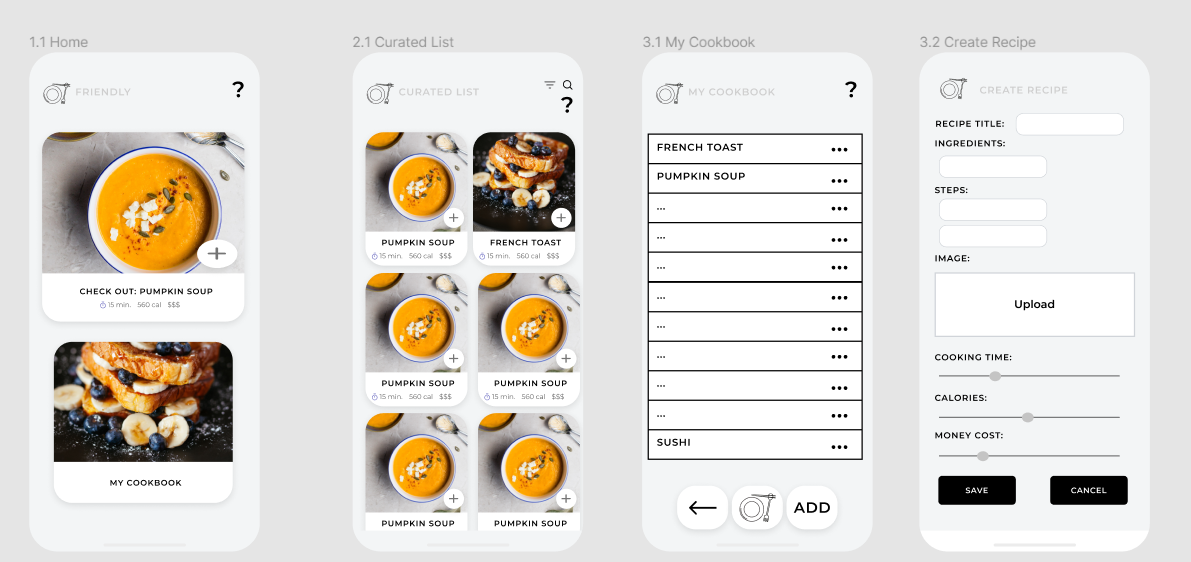 1.1 Home
FRIENDLY
?
CHECK OUT: PUMPKIN SOUP
15 min. 560 cal $$$
MY COOKBOOK
2.1 Curated List
CURATED LIST
?
PUMPKIN SOUP
15 min. 560 cal $$$
FRENCH TOAST
15 min. 560 cal $$$
PUMPKIN SOUP
15 min. 560 cal $$$
PUMPKIN SOUP
15 min. 560 cal $$$
PUMPKIN SOUP
PUMPKIN SOUP
3.1 My Cookbook
MY COOKBOOK
?
FRENCH TOAST •••
PUMPKIN SOUP •••
... •••
... •••
... •••
... •••
... •••
... •••
... •••
... •••
SUSHI •••
ADD
3.2 Create Recipe
CREATE RECIPE
RECIPE TITLE:
INGREDIENTS:
STEPS:
IMAGE:
Upload
COOKING TIME:
CALORIES:
MONEY COST:
SAVE
CANCEL